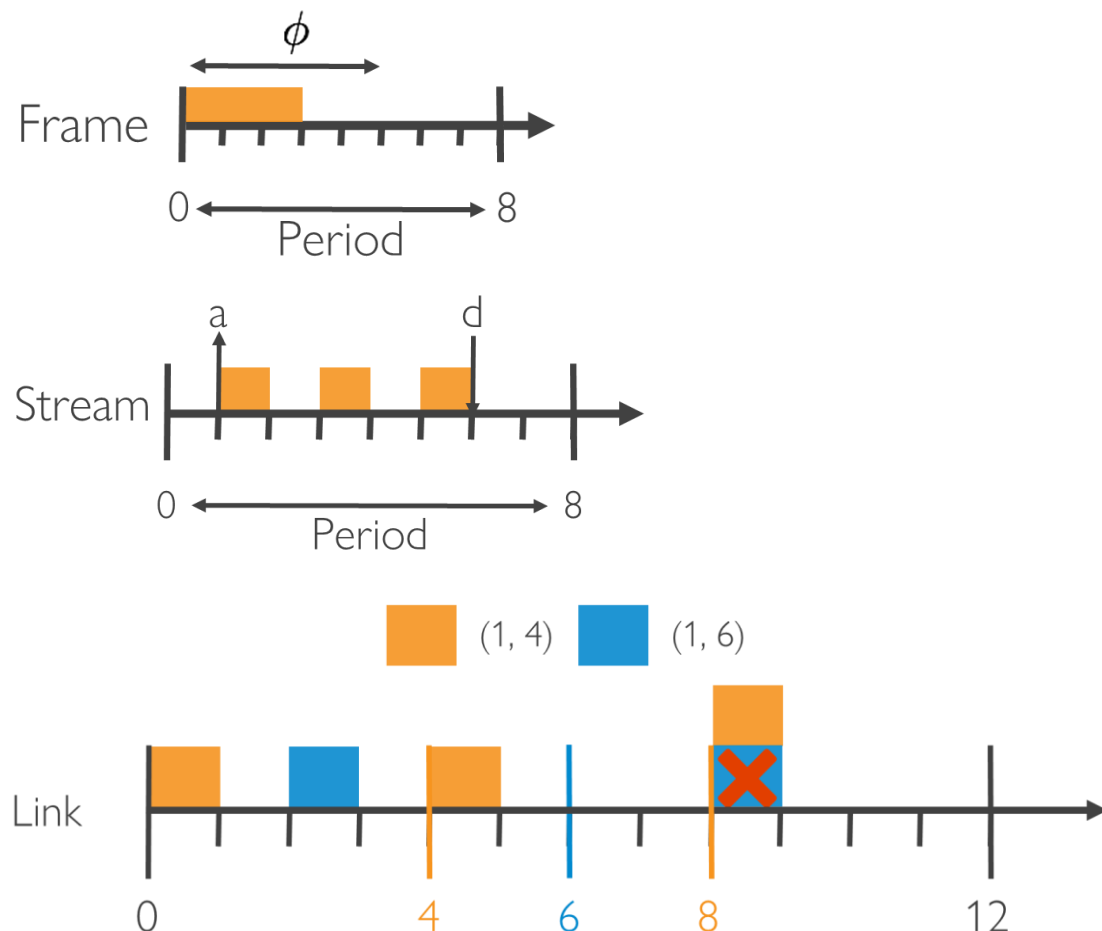 ϕ
Frame
0 8
Period
a d
Stream
0 8
Period
(1, 4) (1, 6)
Link
0 4 6 8 12